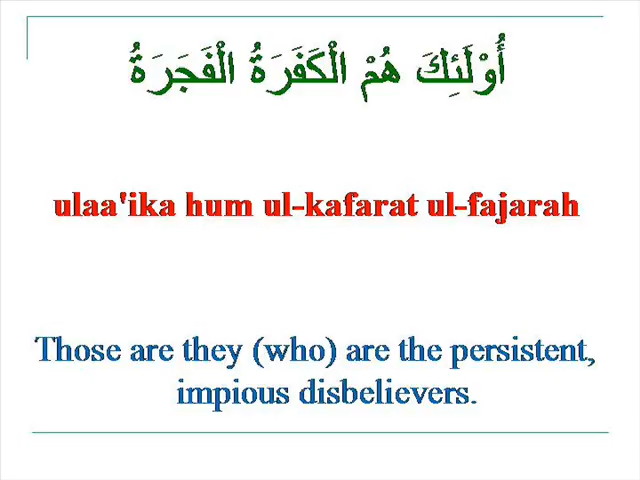 أُوْلَئِكَ هُمْ الْكَفَرَةُ الْفَجَرَةُ
ulaa'ika hum ul-kafarat ul-fajarah
Those are they (who) are the persistent,
impious disbelievers.